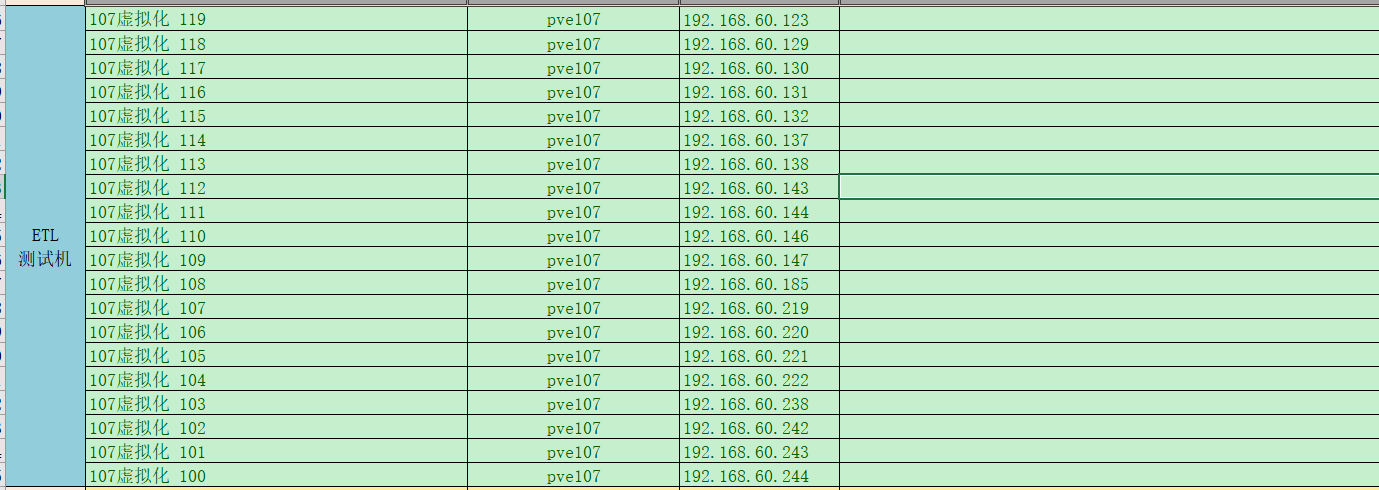 107虚拟化 119 pve107 192.168.60.123
107虚拟化 118 pve107 192.168.60.129
107虚拟化 117 pve107 192.168.60.130
107虚拟化 116 pve107 192.168.60.131
107虚拟化 115 pve107 192.168.60.132
107虚拟化 114 pve107 192.168.60.137
107虚拟化 113 pve107 192.168.60.138
107虚拟化 112 pve107 192.168.60.143
107虚拟化 111 pve107 192.168.60.144
ETL
测试机
107虚拟化 110 pve107 192.168.60.146
107虚拟化 109 pve107 192.168.60.147
107虚拟化 108 pve107 192.168.60.185
107虚拟化 107 pve107 192.168.60.219
107虚拟化 106 pve107 192.168.60.220
107虚拟化 105 pve107 192.168.60.221
107虚拟化 104 pve107 192.168.60.222
107虚拟化 103 pve107 192.168.60.238
107虚拟化 102 pve107 192.168.60.242
107虚拟化 101 pve107 192.168.60.243
107虚拟化 100 pve107 192.168.60.244